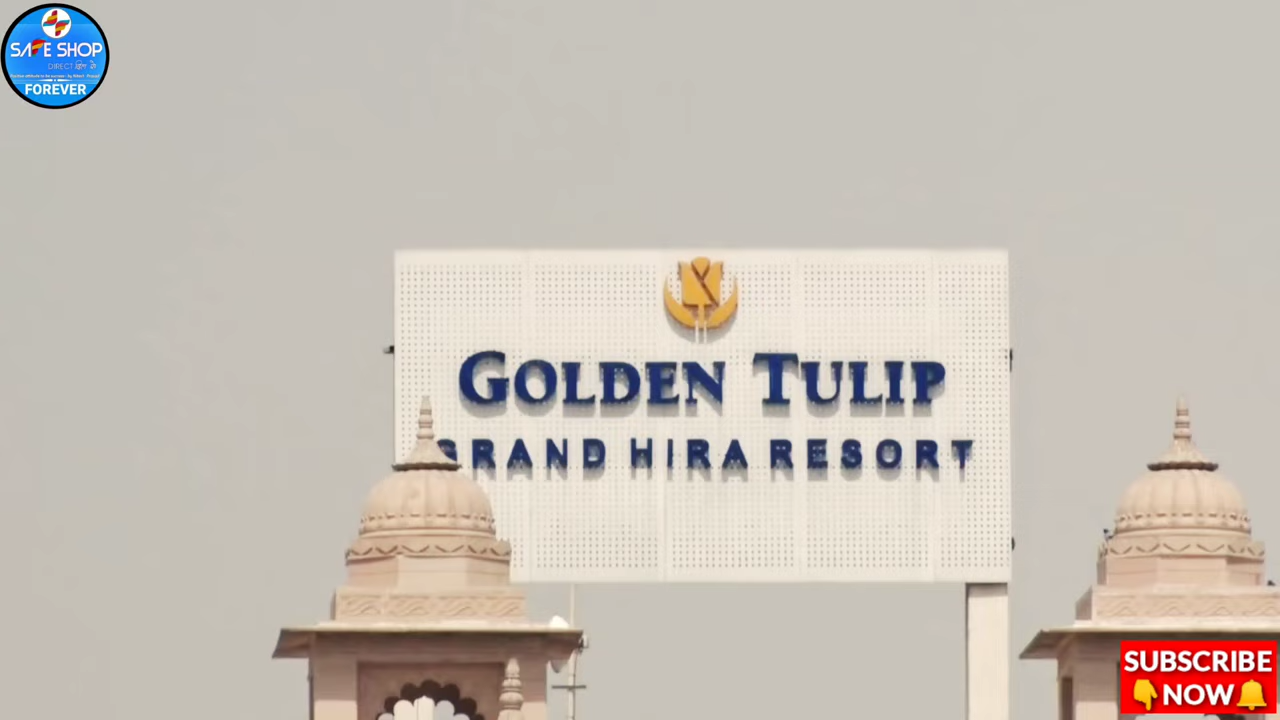 SAFE SHOP
DIRECT
FOREVER
GOLDEN TULIP
GRAND HIRA RESORT
SUBSCRIBE
NOW